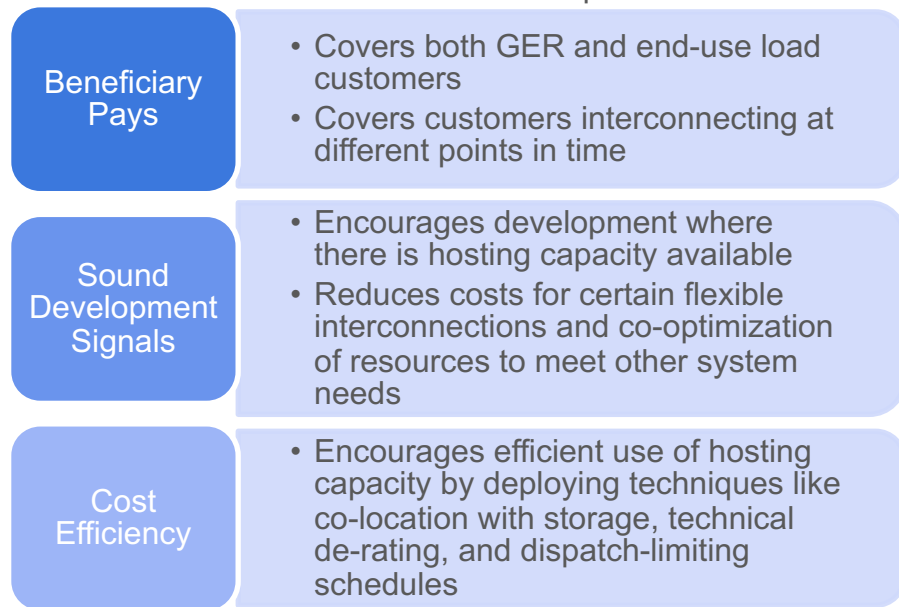 Beneficiary
Pays
• Covers both GER and end-use load
customers
• Covers customers interconnecting at
different points in time
Sound
Development
Signals
• Encourages development where
there is hosting capacity available
• Reduces costs for certain flexible
interconnections and co-optimization
of resources to meet other system
needs
Cost
Efficiency
• Encourages efficient use of hosting
capacity by deploying techniques like
co-location with storage, technical
de-rating, and dispatch-limiting
schedules